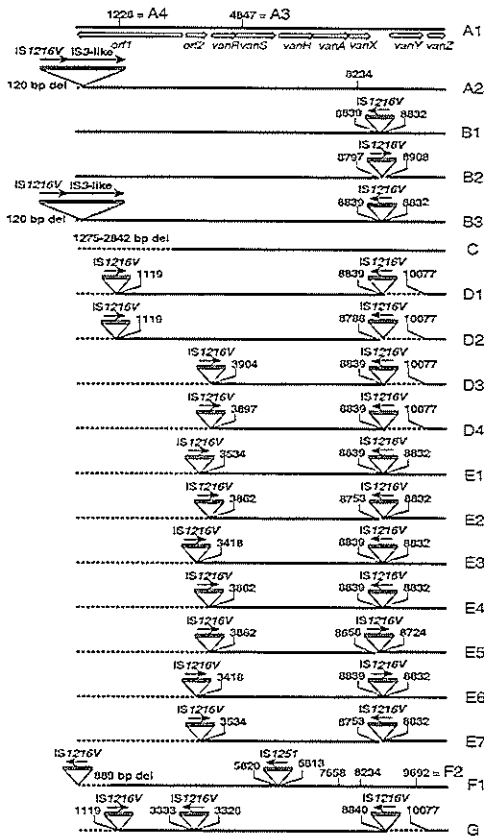 1226 = A4 4847 = A3
A1
orf1 orf2 vanR vanS vanH vanA vanX vanY vanZ
IS1216V IS3-like
8234
120 bp del
A2
IS1216V
8839 8832
B1
IS1216V
8797 8908
B2
IS1216V IS3-like IS1216V
120 bp del 8839 8832
B3
1275-2842 bp del
C
IS1216V IS1216V
1119 8839 10077
D1
IS1216V IS1216V
1119 8788 10077
D2
IS1216V IS1216V
3904 8839 10077
D3
IS1216V IS1216V
3897 8839 10077
D4
IS1216V IS1216V
3534 8839 8832
E1
IS1216V IS1216V
3862 8753 8832
E2
IS1216V IS1216V
3418 8839 8832
E3
IS1216V IS1216V
3862 8839 8832
E4
IS1216V IS1216V
3862 8656 8724
E5
IS1216V IS1216V
3418 8839 8832
E6
IS1216V IS1216V
3534 8753 8832
E7
IS1216V IS1251
889 bp del 5820 5813 7658 8234 9692 = F2
F1
IS1216V IS1216V IS1216V
1119 3333 3320 8840 10077
G